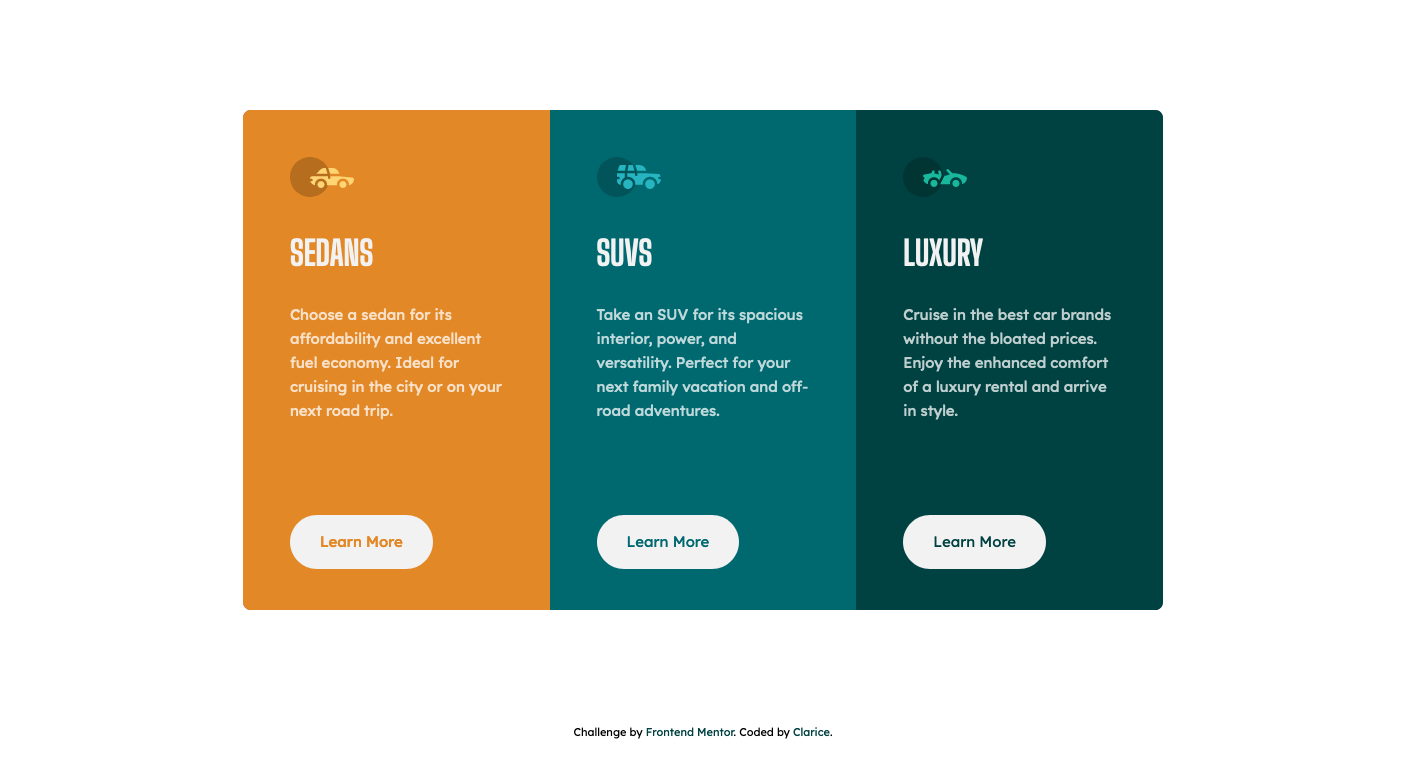 SEDANS
Choose a sedan for its
affordability and excellent
fuel economy. Ideal for
cruising in the city or on your
next road trip.
Learn More
SUVS
Take an SUV for its spacious
interior, power, and
versatility. Perfect for your
next family vacation and off-
road adventures.
Learn More
LUXURY
Cruise in the best car brands
without the bloated prices.
Enjoy the enhanced comfort
of a luxury rental and arrive
in style.
Learn More
Challenge by Frontend Mentor. Coded by Clarice.